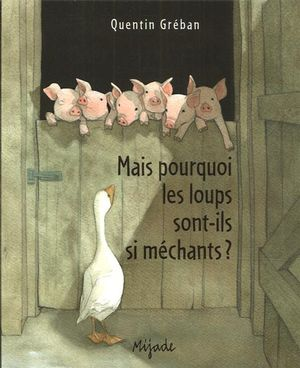 Quentin Gréban
Mais pourquoi
les loups
sont-ils
si méchants ?
Mijade